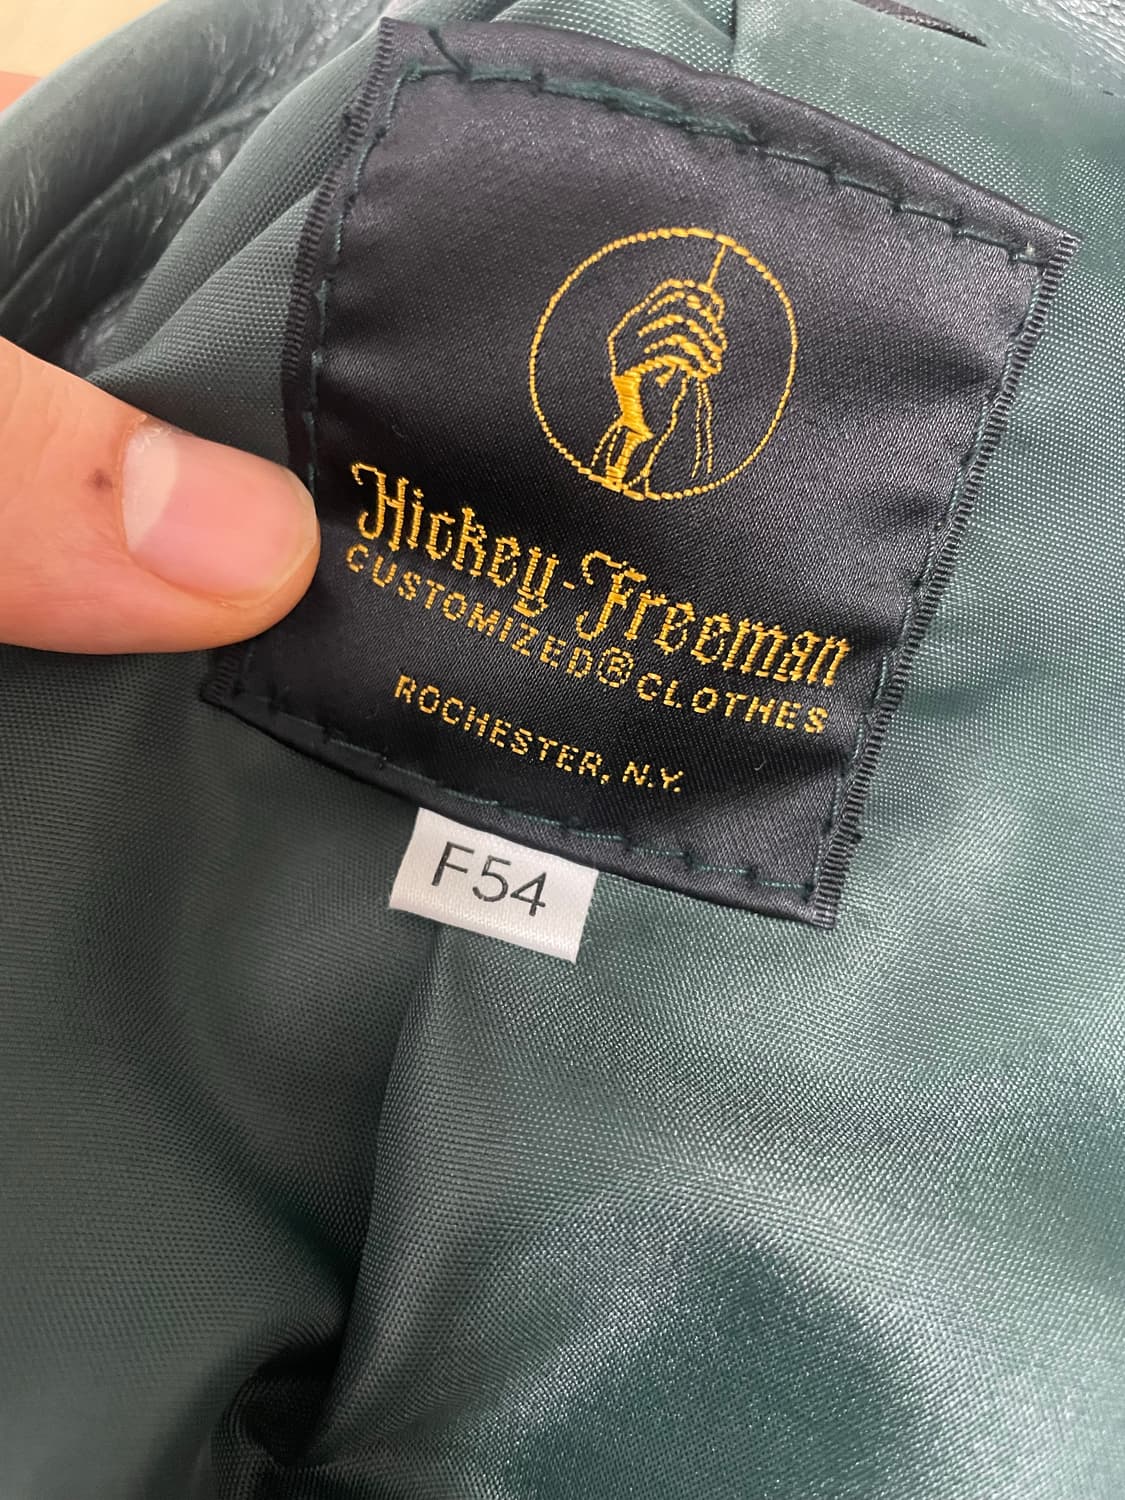 Hickey-Freeman
CUSTOMIZED® CLOTHES
ROCHESTER, N.Y.
F54